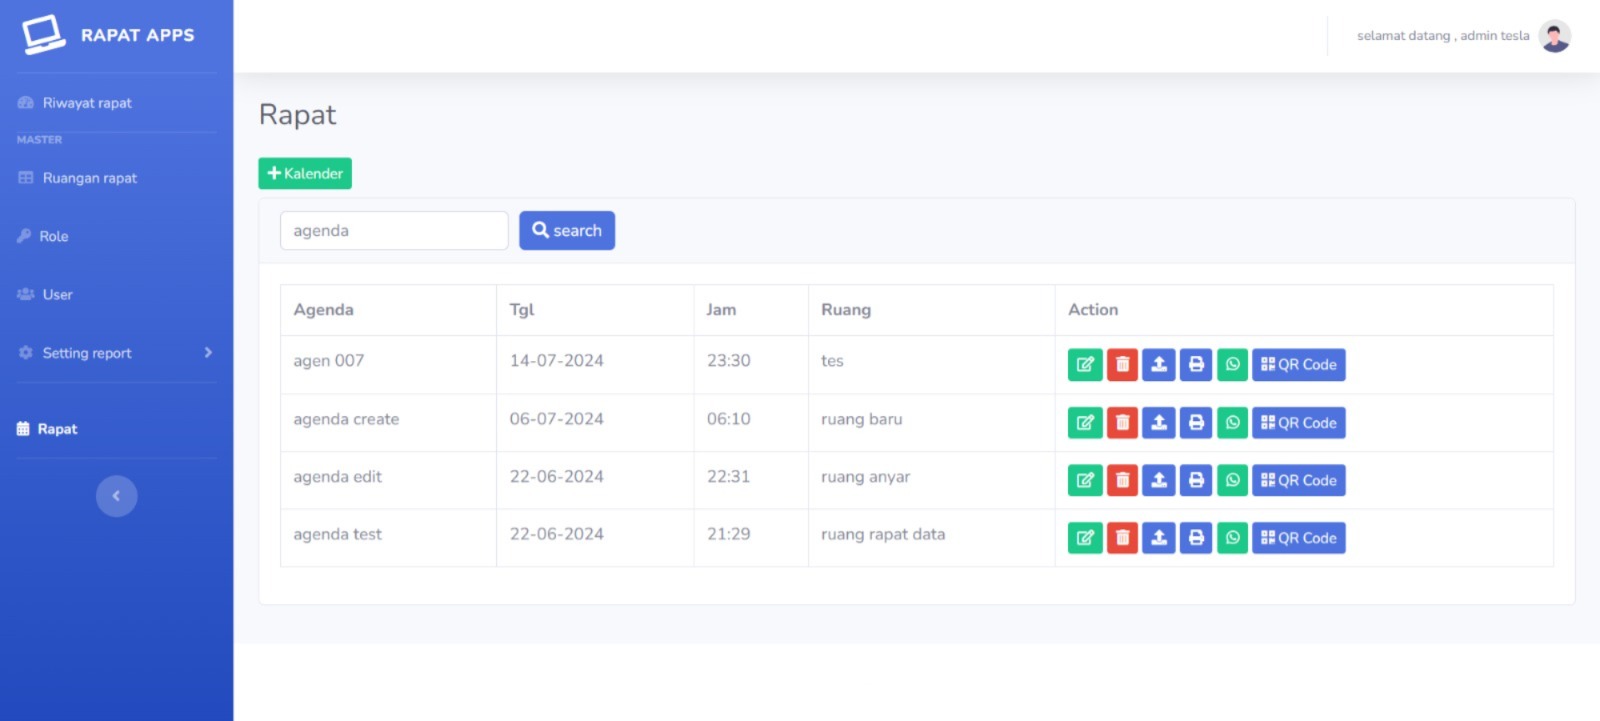 RAPAT APPS
selamat datang , admin tesla
Riwayat rapat
MASTER
Ruangan rapat
Role
User
Setting report
Rapat
Rapat
Kalender
agenda
search
Agenda Tgl Jam Ruang Action
agen 007 14-07-2024 23:30 tes QR Code
agenda create 06-07-2024 06:10 ruang baru QR Code
agenda edit 22-06-2024 22:31 ruang anyar QR Code
agenda test 22-06-2024 21:29 ruang rapat data QR Code